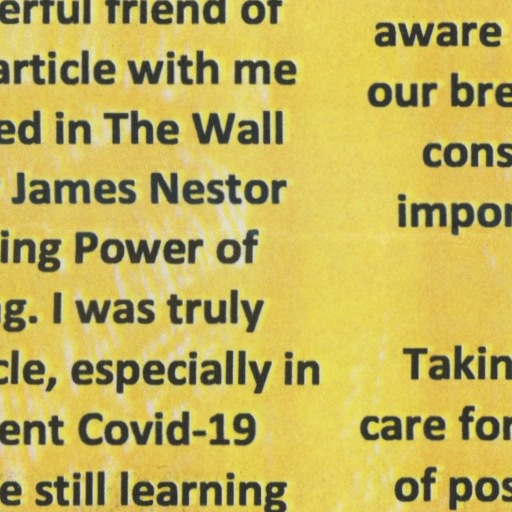 erful friend of
article with me
ed in The Wall
James Nestor
ing Power of
g. I was truly
cle, especially in
ent Covid-19
e still learning
aware
our bre
cons
impor
Takin
care for
of pos